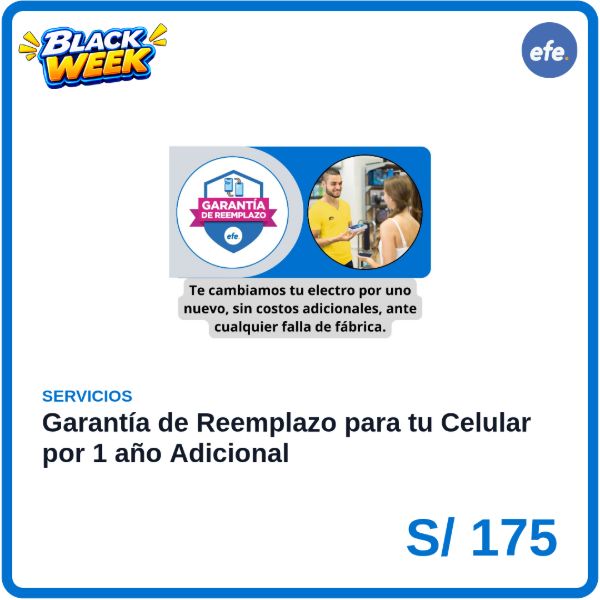 BLACK
WEEK
efe.
GARANTÍA
DE REEMPLAZO
efe.
Te cambiamos tu electro por uno
nuevo, sin costos adicionales, ante
cualquier falla de fábrica.
SERVICIOS
Garantía de Reemplazo para tu Celular
por 1 año Adicional
S/ 175